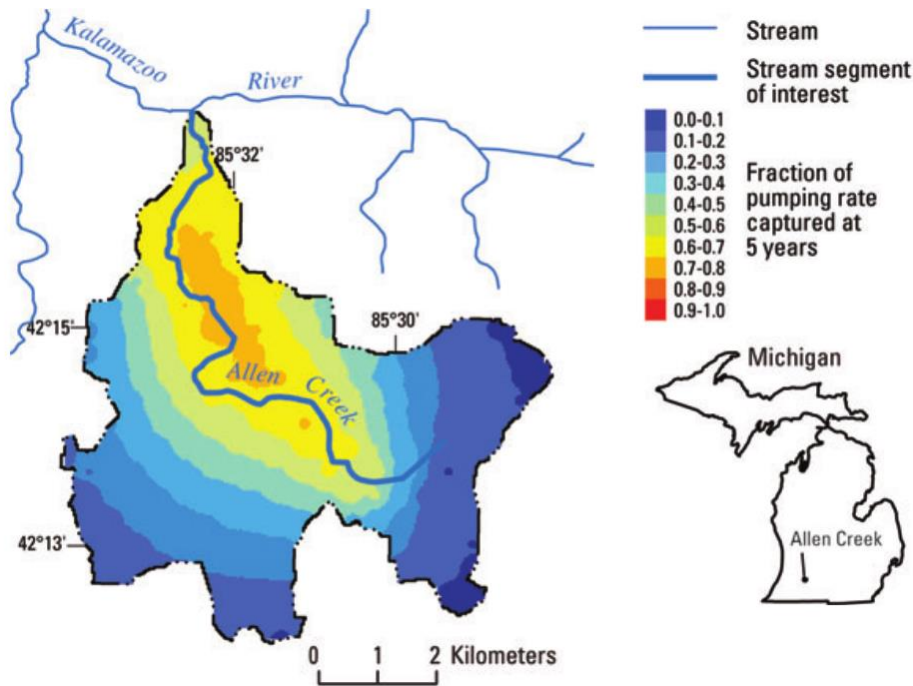 Kalamazoo
River
85°32'
42°15'
85°30'
Allen
Creek
42°13'
0 1 2 Kilometers
Stream
Stream segment
of interest
0.0-0.1
0.1-0.2
0.2-0.3
0.3-0.4
0.4-0.5
0.5-0.6
0.6-0.7
0.7-0.8
0.8-0.9
0.9-1.0
Fraction of
pumping rate
captured at
5 years
Michigan
Allen Creek